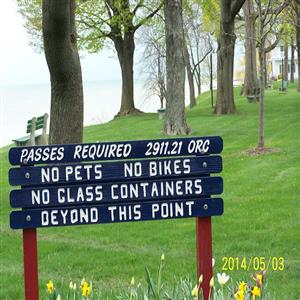 PASSES REQUIRED 2911.21 ORC
NO PETS NO BIKES
NO GLASS CONTAINERS
BEYOND THIS POINT
2014/05/03